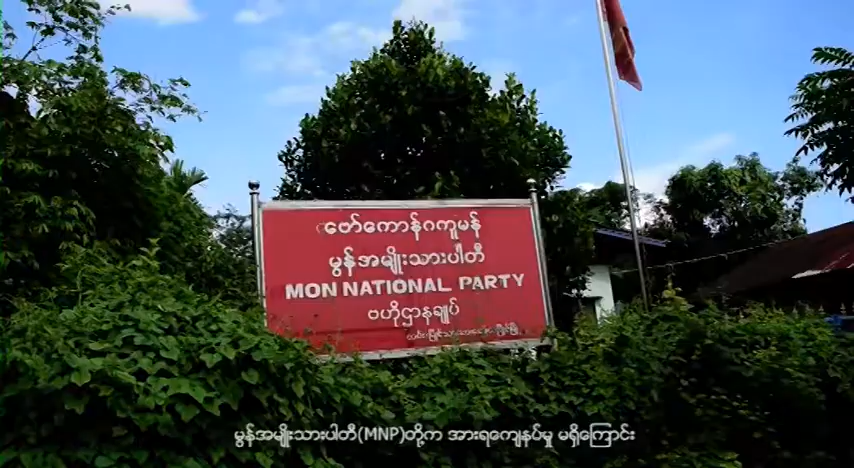 ဗော်ကောန်ဂကူမန်
မွန်အမျိုးသားပါတီ
MON NATIONAL PARTY
ဗဟိုဌာနချုပ်
မွန်အမျိုးသားပါတီ(MNP)တို့က အားရကျေနပ်မှု မရှိကြောင်း